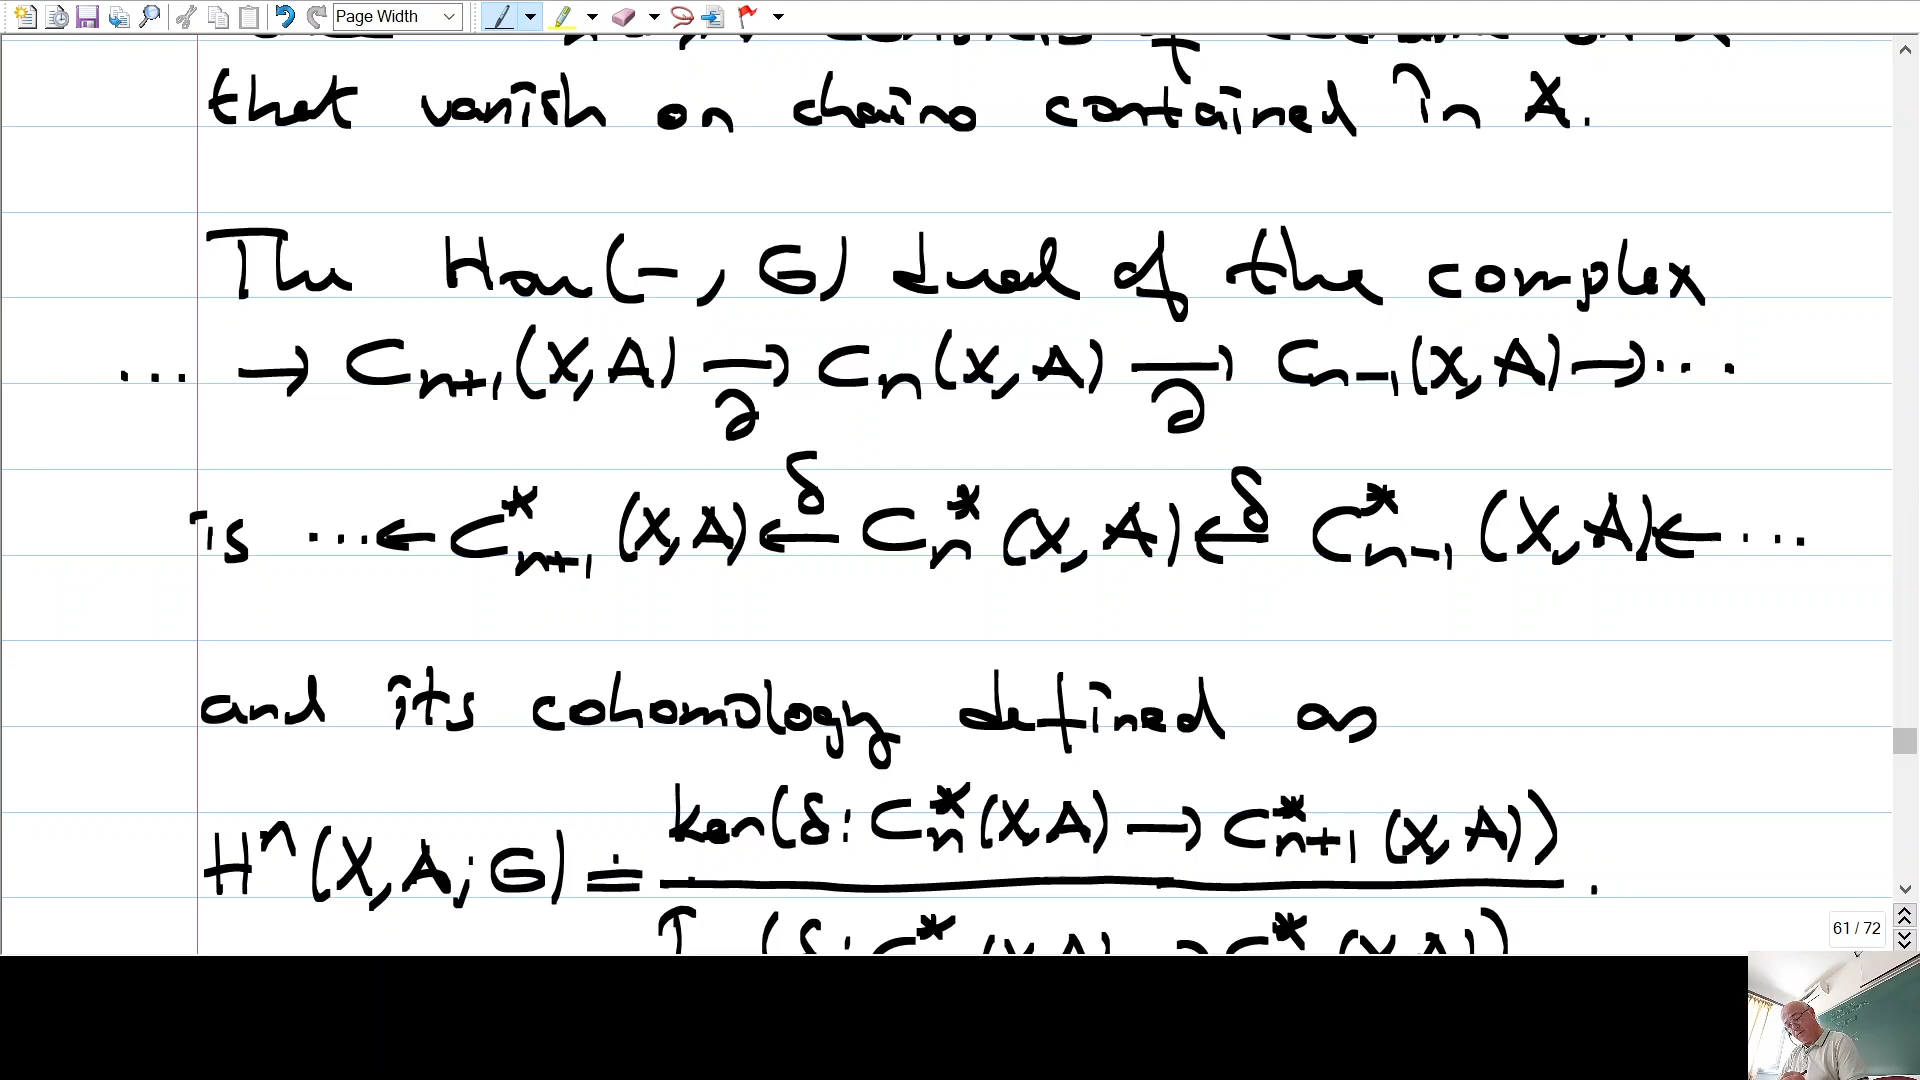 Page Width
that vanish on chains contained in A.
The Hom(−, G) dual of the complex
... → C_{n+1}(X,A) →_∂ C_n(X,A) →_∂ C_{n−1}(X,A) → ...
is ... ← C*_{n+1}(X,A) ←^δ C*_n(X,A) ←^δ C*_{n−1}(X,A) ← ...
and its cohomology defined as
ker(δ: C*_n(X,A) → C*_{n+1}(X,A))
H^n(X,A;G) ≐ ———— .
61 / 72